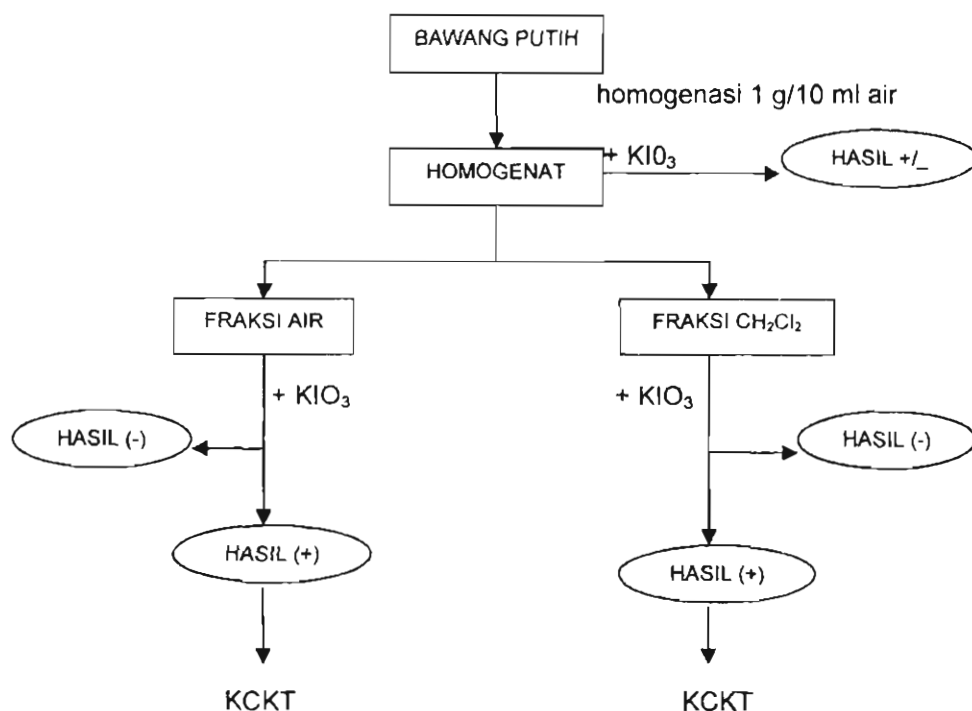 BAWANG PUTIH
homogenasi 1 g/10 ml air
HOMOGENAT
+ KI0₃
HASIL +/_
FRAKSI AIR
FRAKSI CH₂Cl₂
+ KIO₃
+ KIO₃
HASIL (-)
HASIL (-)
HASIL (+)
HASIL (+)
KCKT
KCKT